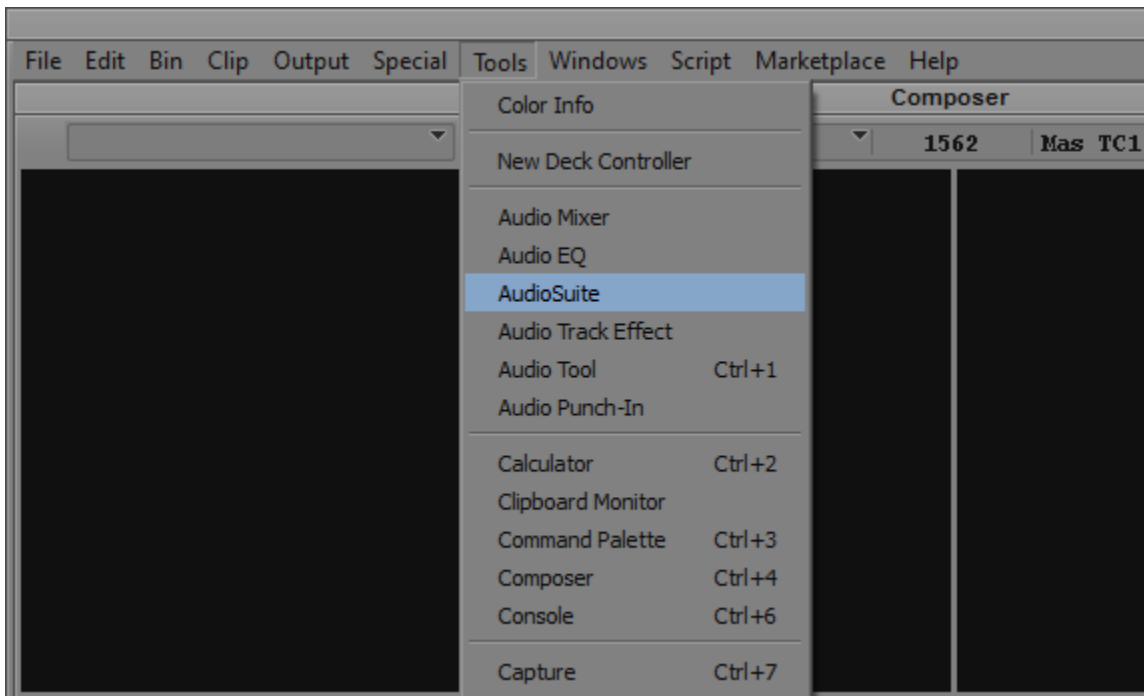 File Edit Bin Clip Output Special Tools Windows Script Marketplace Help
Composer
1562 Mas TC1
Color Info
New Deck Controller
Audio Mixer
Audio EQ
AudioSuite
Audio Track Effect
Audio Tool Ctrl+1
Audio Punch-In
Calculator Ctrl+2
Clipboard Monitor
Command Palette Ctrl+3
Composer Ctrl+4
Console Ctrl+6
Capture Ctrl+7